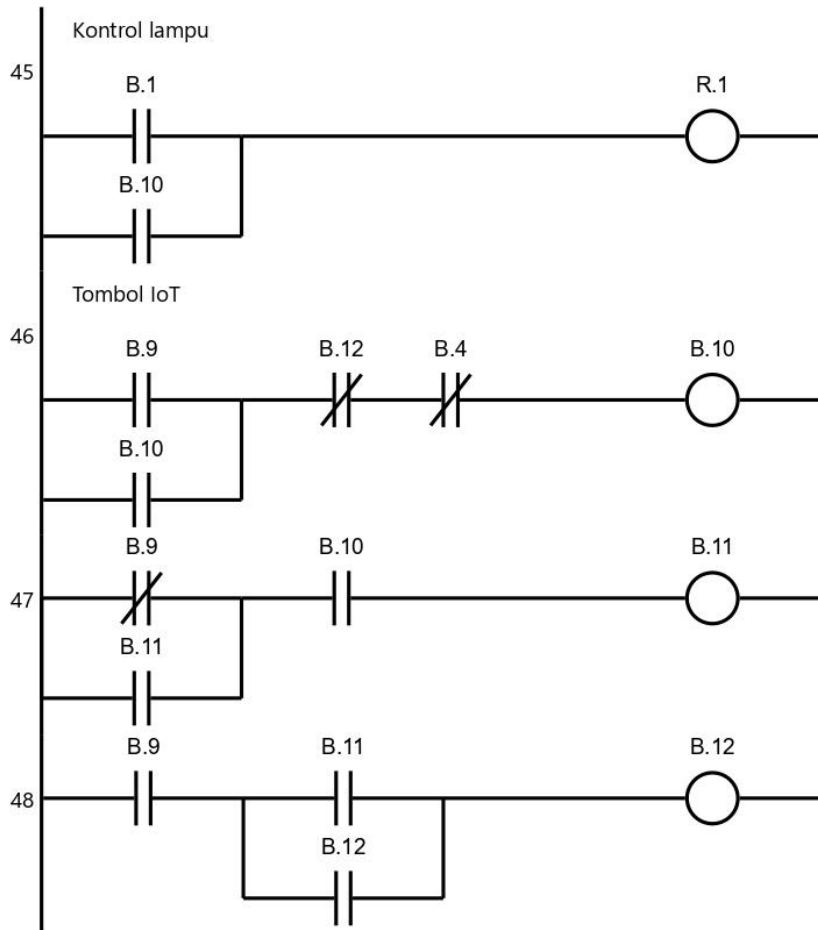 Kontrol lampu
45
B.1 R.1
B.10
Tombol IoT
46
B.9 B.12 B.4 B.10
B.10
B.9 B.10 B.11
47
B.11
B.9 B.11 B.12
48
B.12